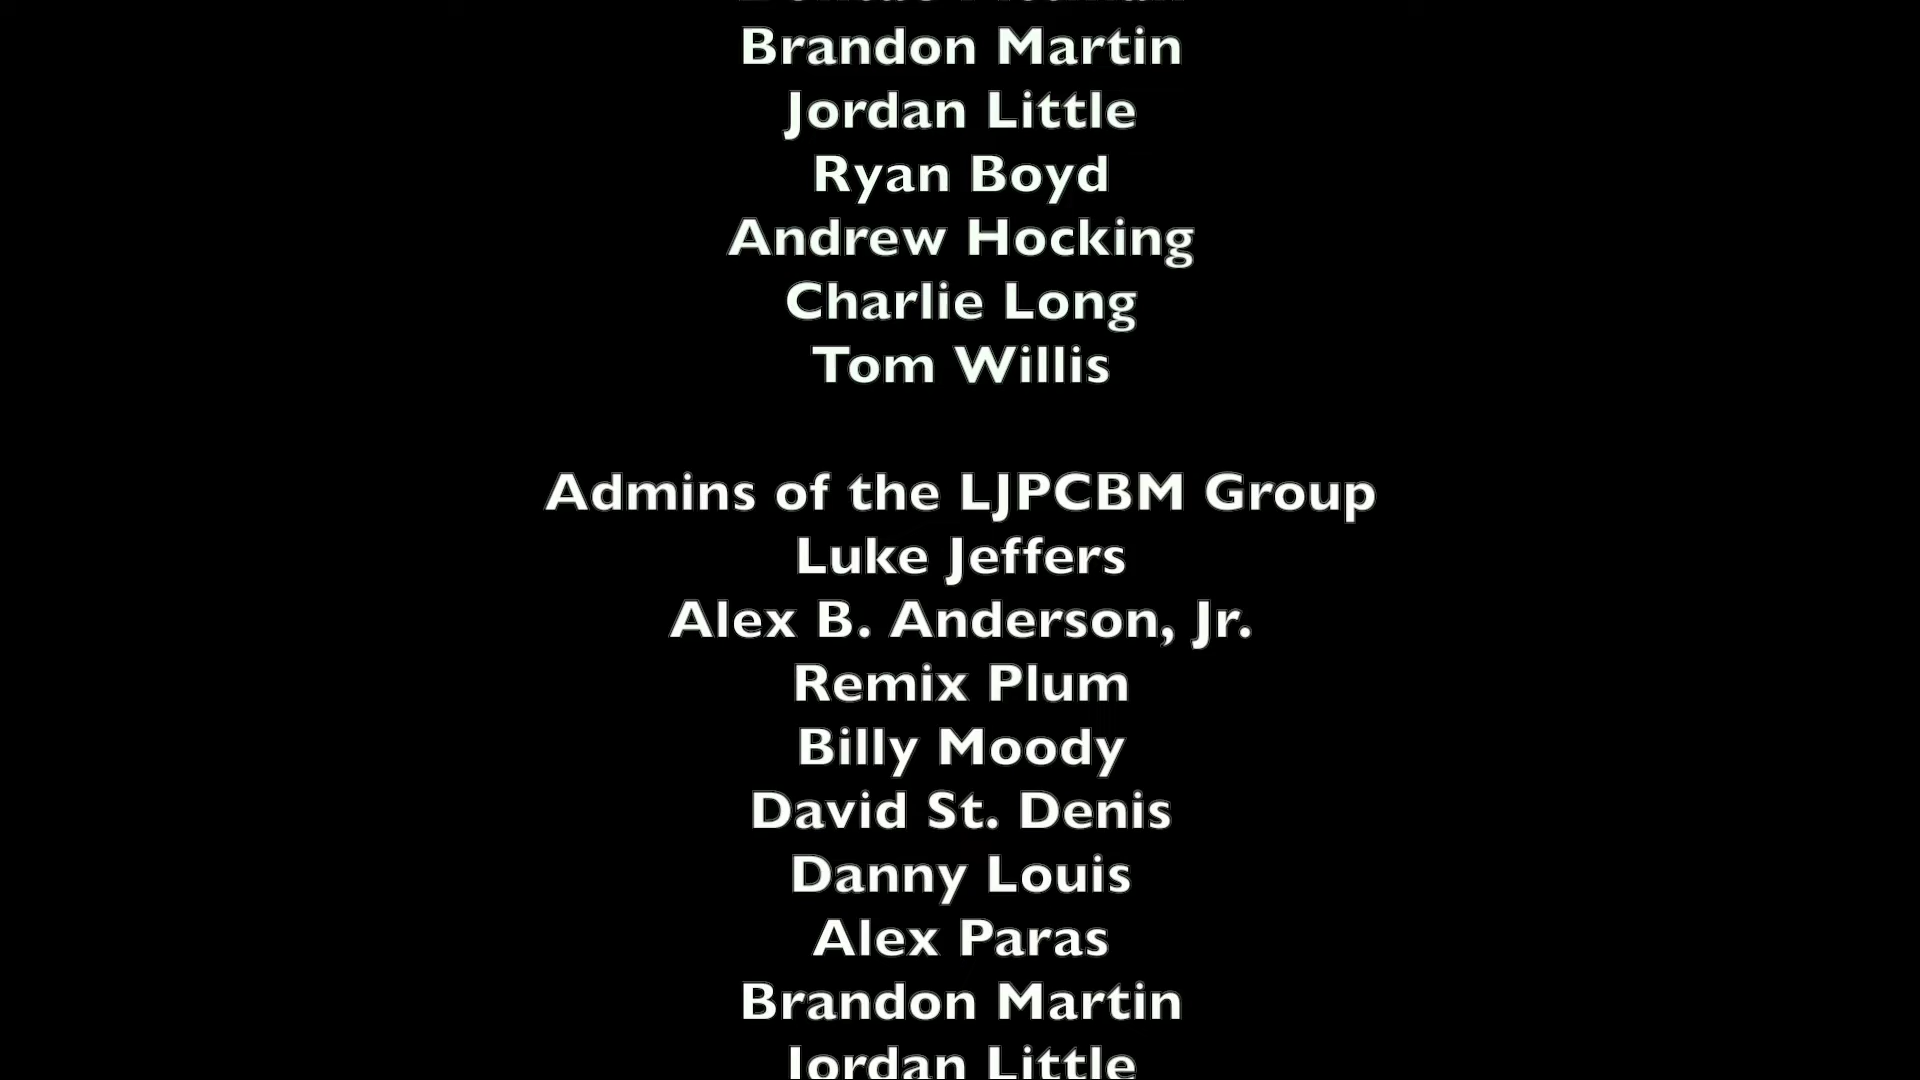 Brandon Martin
Jordan Little
Ryan Boyd
Andrew Hocking
Charlie Long
Tom Willis
Admins of the LJPCBM Group
Luke Jeffers
Alex B. Anderson, Jr.
Remix Plum
Billy Moody
David St. Denis
Danny Louis
Alex Paras
Brandon Martin
Jordan Little